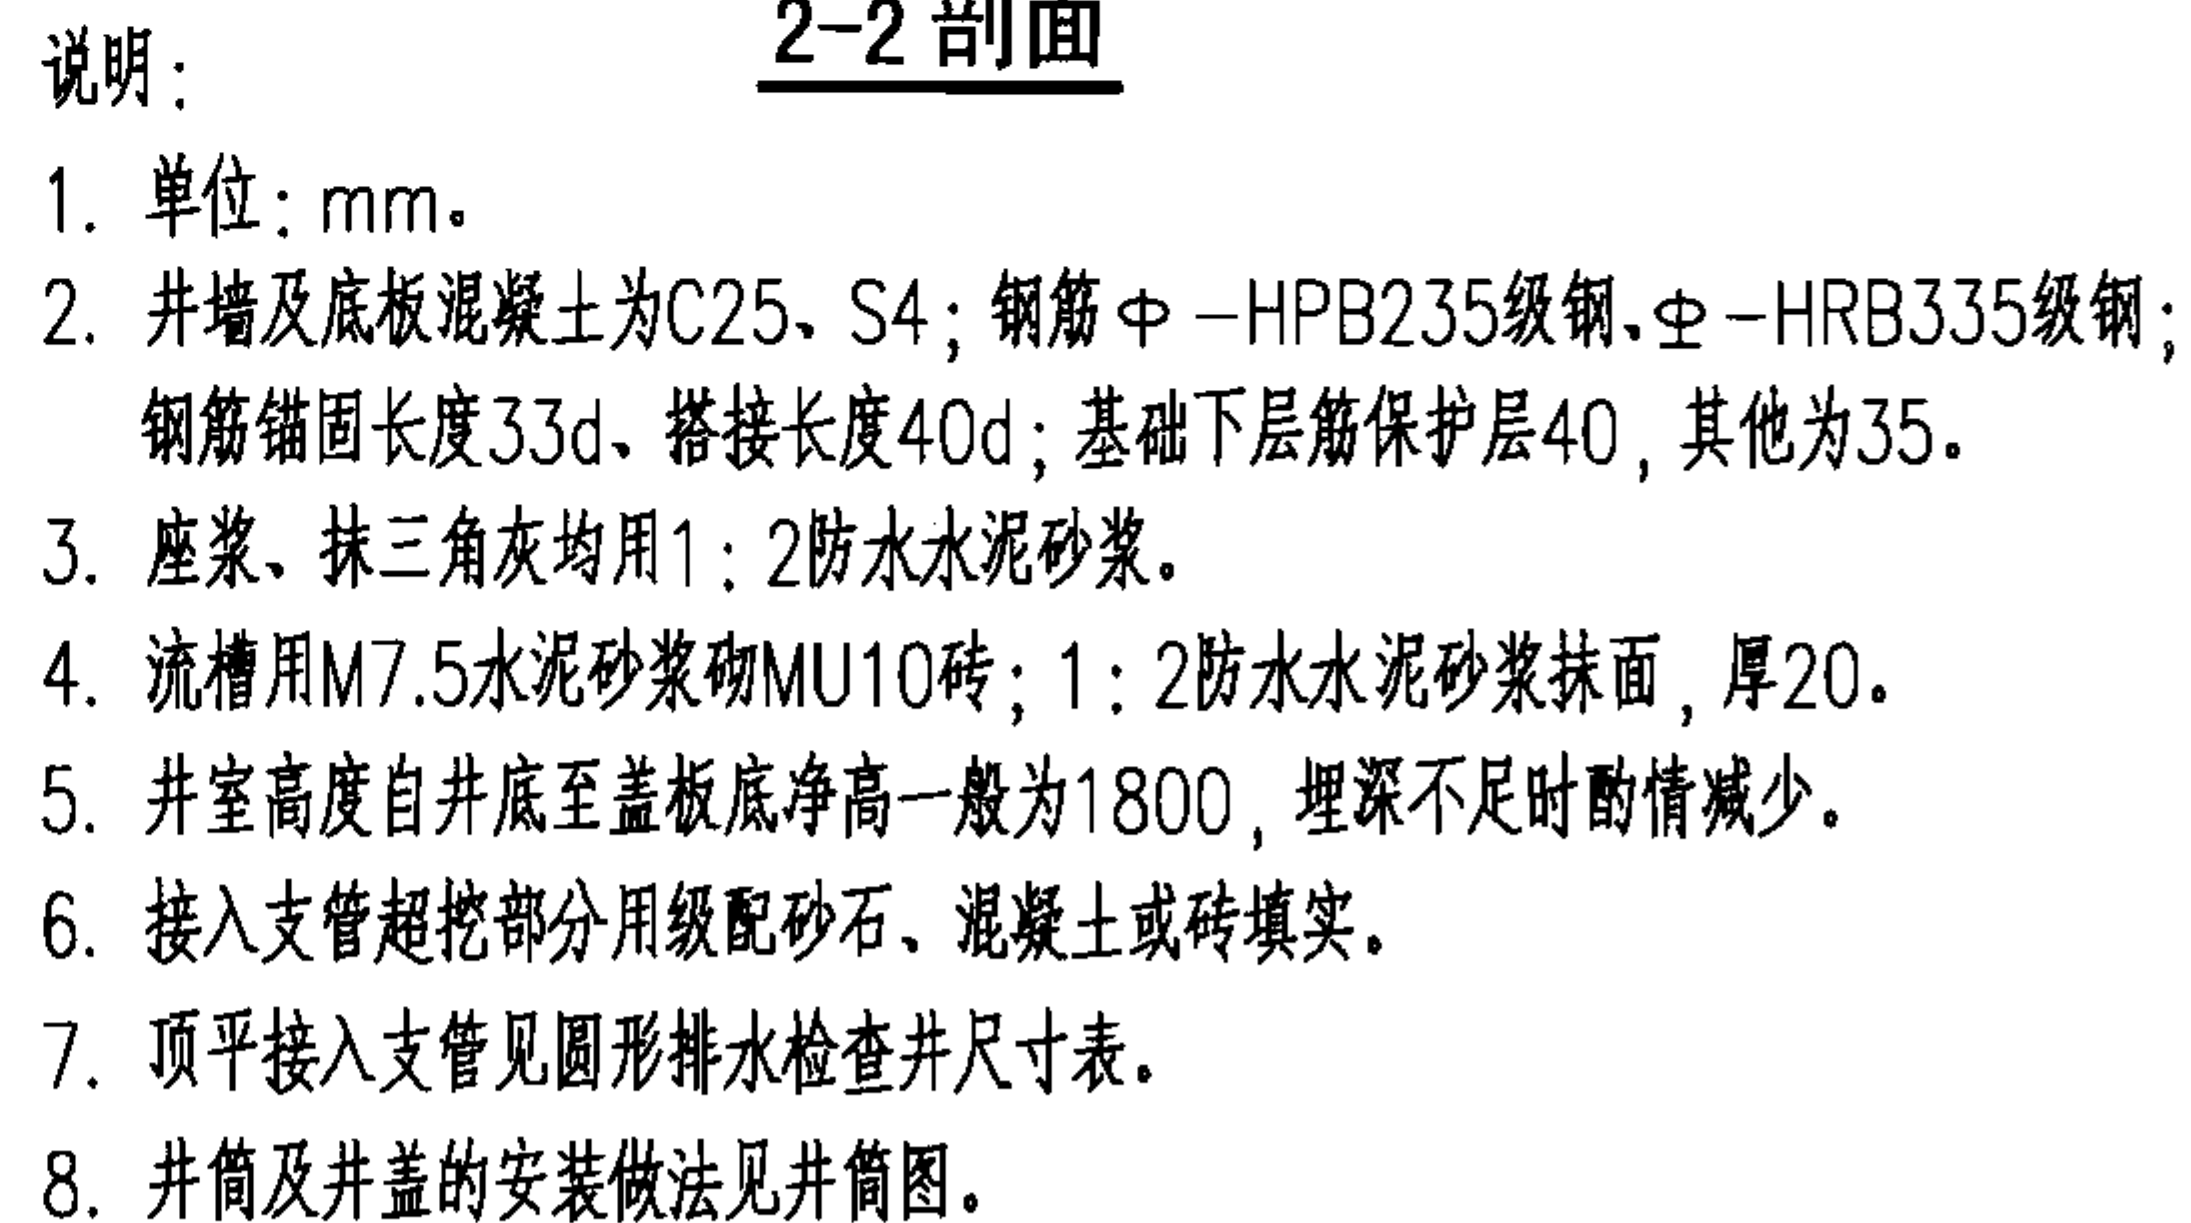 2-2 剖面
说明：
1. 单位：mm。
2. 井墙及底板混凝土为C25、S4；钢筋Φ-HPB235级钢、Φ-HRB335级钢；
钢筋锚固长度33d、搭接长度40d；基础下层筋保护层40，其他为35。
3. 座浆、抹三角灰均用1：2防水水泥砂浆。
4. 流槽用M7.5水泥砂浆砌MU10砖；1：2防水水泥砂浆抹面，厚20。
5. 井室高度自井底至盖板底净高一般为1800，埋深不足时酌情减少。
6. 接入支管超挖部分用级配砂石、混凝土或砖填实。
7. 顶平接入支管见圆形排水检查井尺寸表。
8. 井筒及井盖的安装做法见井筒图。